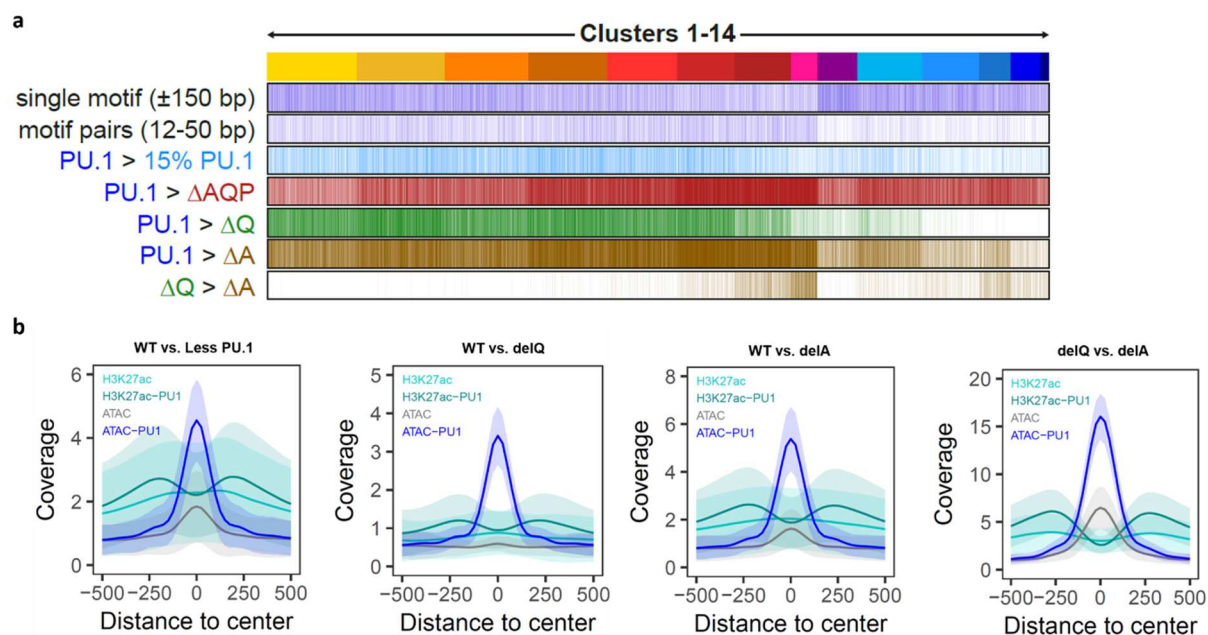 a
Clusters 1-14
single motif (±150 bp)
motif pairs (12-50 bp)
PU.1 > 15% PU.1
PU.1 > ΔAQP
PU.1 > ΔQ
PU.1 > ΔA
ΔQ > ΔA
b
WT vs. Less PU.1
H3K27ac
H3K27ac−PU1
ATAC
ATAC−PU1
Coverage
6
4
2
0
−500 −250 0 250 500
Distance to center
WT vs. delQ
H3K27ac
H3K27ac−PU1
ATAC
ATAC−PU1
Coverage
5
4
3
2
1
0
−500 −250 0 250 500
Distance to center
WT vs. delA
H3K27ac
H3K27ac−PU1
ATAC
ATAC−PU1
Coverage
8
6
4
2
0
−500 −250 0 250 500
Distance to center
delQ vs. delA
H3K27ac
H3K27ac−PU1
ATAC
ATAC−PU1
Coverage
20
15
10
5
0
−500 −250 0 250 500
Distance to center